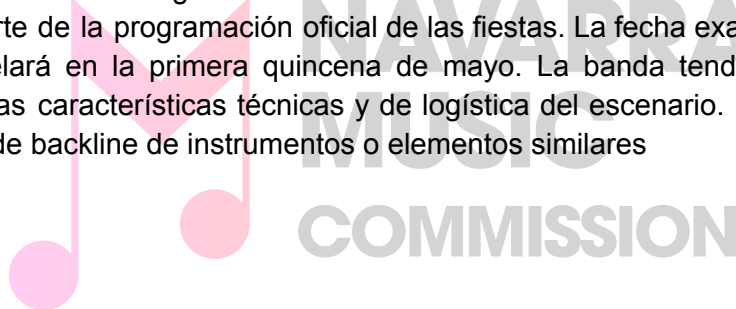 rte de la programación oficial de las fiestas. La fecha exa
elará en la primera quincena de mayo. La banda tend
as características técnicas y de logística del escenario.
de backline de instrumentos o elementos similares
NAVARRA
MUSIC
COMMISSION